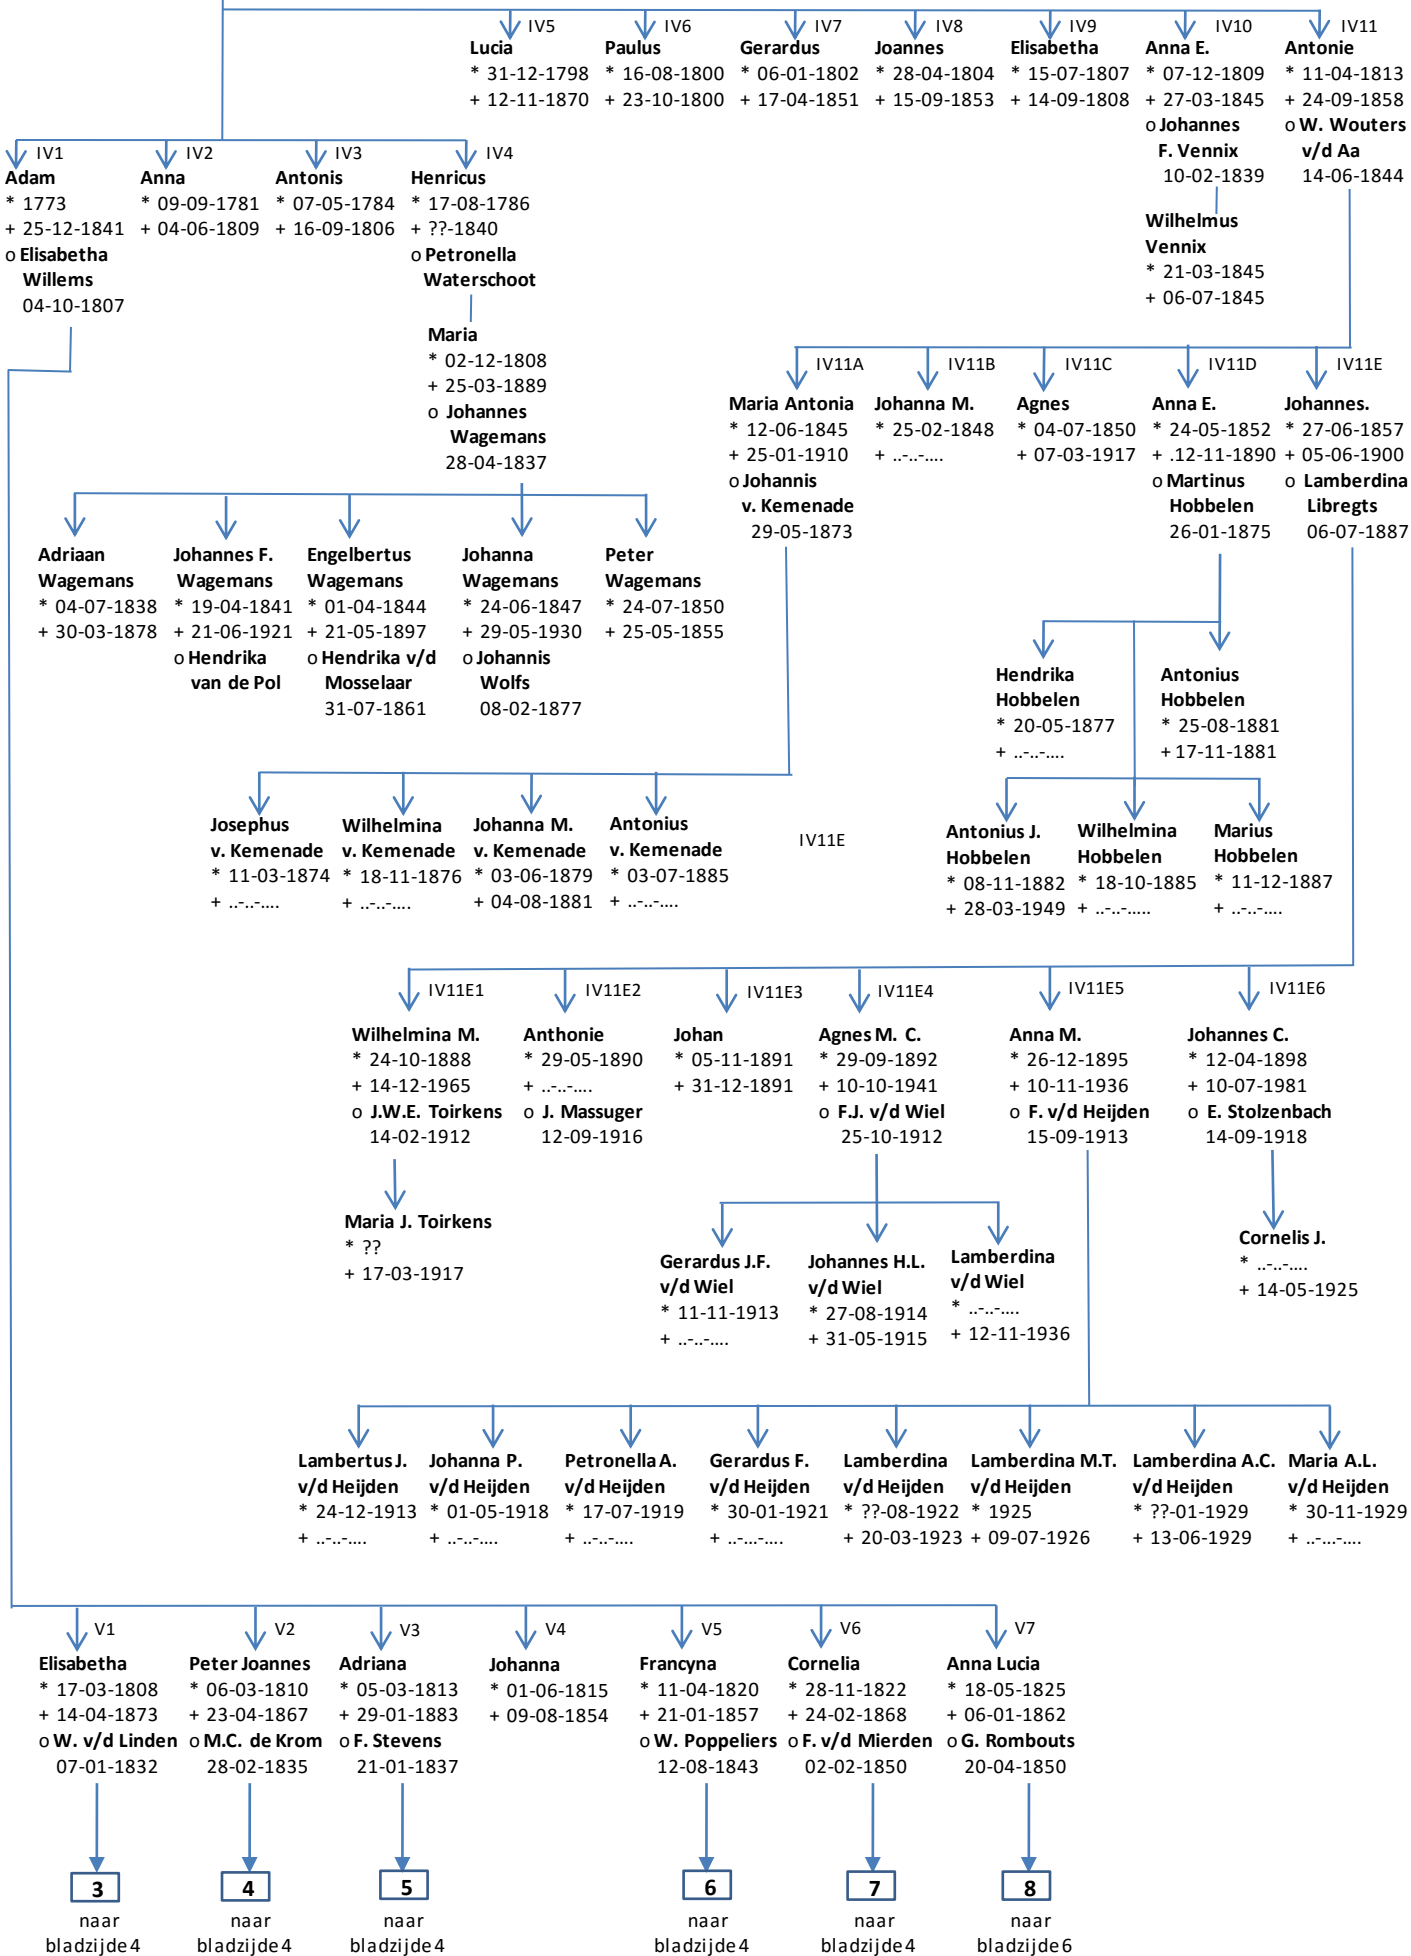 IV5
Lucia
* 31-12-1798
+ 12-11-1870
IV6
Paulus
* 16-08-1800
+ 23-10-1800
IV7
Gerardus
* 06-01-1802
+ 17-04-1851
IV8
Joannes
* 28-04-1804
+ 15-09-1853
IV9
Elisabetha
* 15-07-1807
+ 14-09-1808
IV10
Anna E.
* 07-12-1809
+ 27-03-1845
o Johannes
F. Vennix
10-02-1839
Wilhelmus
Vennix
* 21-03-1845
+ 06-07-1845
IV11
Antonie
* 11-04-1813
+ 24-09-1858
o W. Wouters
v/d Aa
14-06-1844
IV1
Adam
* 1773
+ 25-12-1841
o Elisabetha
Willems
04-10-1807
IV2
Anna
* 09-09-1781
+ 04-06-1809
IV3
Antonis
* 07-05-1784
+ 16-09-1806
IV4
Henricus
* 17-08-1786
+ ??-1840
o Petronella
Waterschoot
Maria
* 02-12-1808
+ 25-03-1889
o Johannes
Wagemans
28-04-1837
Adriaan
Wagemans
* 04-07-1838
+ 30-03-1878
Johannes F.
Wagemans
* 19-04-1841
+ 21-06-1921
o Hendrika
van de Pol
Engelbertus
Wagemans
* 01-04-1844
+ 21-05-1897
o Hendrika v/d
Mosselaar
31-07-1861
Johanna
Wagemans
* 24-06-1847
+ 29-05-1930
o Johannis
Wolfs
08-02-1877
Peter
Wagemans
* 24-07-1850
+ 25-05-1855
IV11A
Maria Antonia
* 12-06-1845
+ 25-01-1910
o Johannis
v. Kemenade
29-05-1873
IV11B
Johanna M.
* 25-02-1848
+ ..-..-....
IV11C
Agnes
* 04-07-1850
+ 07-03-1917
IV11D
Anna E.
* 24-05-1852
+ .12-11-1890
o Martinus
Hobbelen
26-01-1875
IV11E
Johannes.
* 27-06-1857
+ 05-06-1900
o Lamberdina
Libregts
06-07-1887
Hendrika
Hobbelen
* 20-05-1877
+ ..-..-....
Antonius
Hobbelen
* 25-08-1881
+ 17-11-1881
Josephus
v. Kemenade
* 11-03-1874
+ ..-..-....
Wilhelmina
v. Kemenade
* 18-11-1876
+ ..-..-....
Johanna M.
v. Kemenade
* 03-06-1879
+ 04-08-1881
Antonius
v. Kemenade
* 03-07-1885
+ ..-..-....
IV11E
Antonius J.
Hobbelen
* 08-11-1882
+ 28-03-1949
Wilhelmina
Hobbelen
* 18-10-1885
+ ..-..-.....
Marius
Hobbelen
* 11-12-1887
+ ..-..-....
IV11E1
Wilhelmina M.
* 24-10-1888
+ 14-12-1965
o J.W.E. Toirkens
14-02-1912
IV11E2
Anthonie
* 29-05-1890
+ ..-..-....
o J. Massuger
12-09-1916
IV11E3
Johan
* 05-11-1891
+ 31-12-1891
IV11E4
Agnes M. C.
* 29-09-1892
+ 10-10-1941
o F.J. v/d Wiel
25-10-1912
IV11E5
Anna M.
* 26-12-1895
+ 10-11-1936
o F. v/d Heijden
15-09-1913
IV11E6
Johannes C.
* 12-04-1898
+ 10-07-1981
o E. Stolzenbach
14-09-1918
Maria J. Toirkens
* ??
+ 17-03-1917
Gerardus J.F.
v/d Wiel
* 11-11-1913
+ ..-..-....
Johannes H.L.
v/d Wiel
* 27-08-1914
+ 31-05-1915
Lamberdina
v/d Wiel
* ..-..-....
+ 12-11-1936
Cornelis J.
* ..-..-....
+ 14-05-1925
Lambertus J.
v/d Heijden
* 24-12-1913
+ ..-..-....
Johanna P.
v/d Heijden
* 01-05-1918
+ ..-..-....
Petronella A.
v/d Heijden
* 17-07-1919
+ ..-..-....
Gerardus F.
v/d Heijden
* 30-01-1921
+ ..-...-....
Lamberdina
v/d Heijden
* ??-08-1922
+ 20-03-1923
Lamberdina M.T.
v/d Heijden
* 1925
+ 09-07-1926
Lamberdina A.C.
v/d Heijden
* ??-01-1929
+ 13-06-1929
Maria A.L.
v/d Heijden
* 30-11-1929
+ ..-...-....
V1
Elisabetha
* 17-03-1808
+ 14-04-1873
o W. v/d Linden
07-01-1832
V2
Peter Joannes
* 06-03-1810
+ 23-04-1867
o M.C. de Krom
28-02-1835
V3
Adriana
* 05-03-1813
+ 29-01-1883
o F. Stevens
21-01-1837
V4
Johanna
* 01-06-1815
+ 09-08-1854
V5
Francyna
* 11-04-1820
+ 21-01-1857
o W. Poppeliers
12-08-1843
V6
Cornelia
* 28-11-1822
+ 24-02-1868
o F. v/d Mierden
02-02-1850
V7
Anna Lucia
* 18-05-1825
+ 06-01-1862
o G. Rombouts
20-04-1850
3
naar
bladzijde 4
4
naar
bladzijde 4
5
naar
bladzijde 4
6
naar
bladzijde 4
7
naar
bladzijde 4
8
naar
bladzijde 6